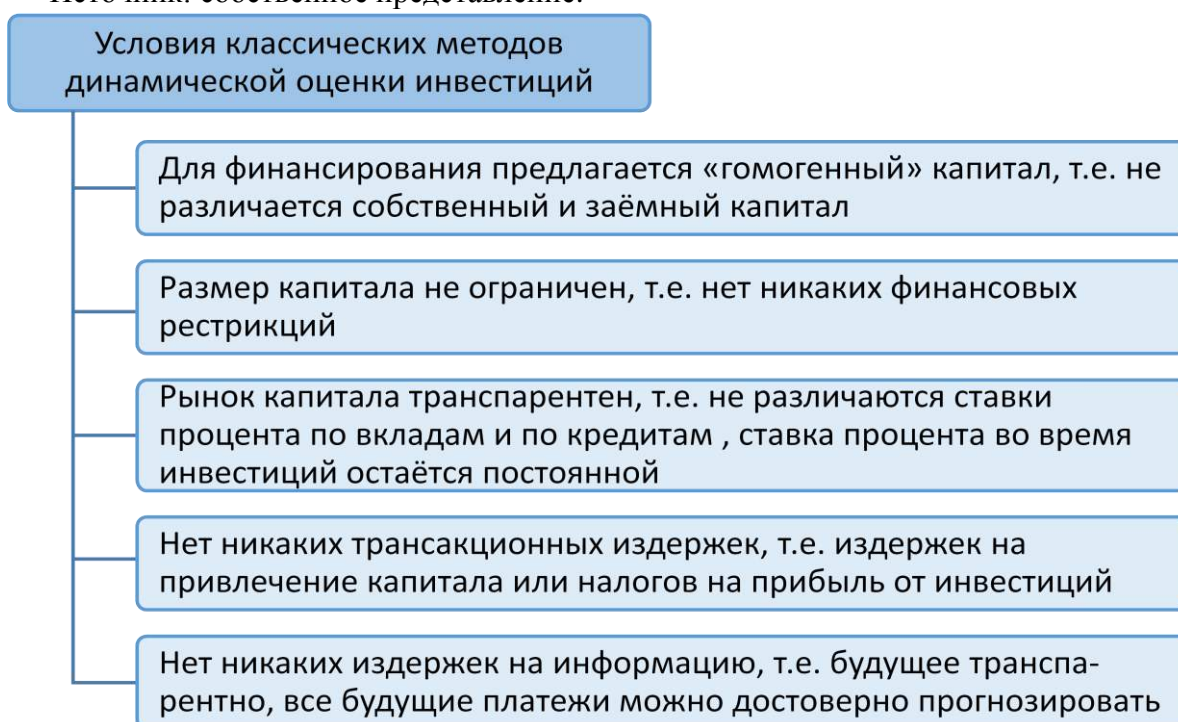 Источник: собственное представление.
Условия классических методов
динамической оценки инвестиций
Для финансирования предлагается «гомогенный» капитал, т.е. не
различается собственный и заёмный капитал
Размер капитала не ограничен, т.е. нет никаких финансовых
рестрикций
Рынок капитала транспарентен, т.е. не различаются ставки
процента по вкладам и по кредитам , ставка процента во время
инвестиций остаётся постоянной
Нет никаких трансакционных издержек, т.е. издержек на
привлечение капитала или налогов на прибыль от инвестиций
Нет никаких издержек на информацию, т.е. будущее транспа-
рентно, все будущие платежи можно достоверно прогнозировать